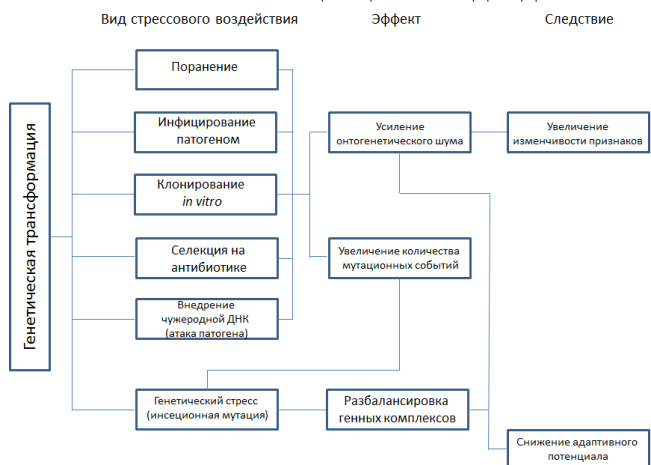 Вид стрессового воздействия
Эффект
Следствие
Генетическая трансформация
Поранение
Инфицирование
патогеном
Клонирование
in vitro
Селекция на
антибиотике
Внедрение
чужеродной ДНК
(атака патогена)
Генетический стресс
(инсеционная мутация)
Усиление
онтогенетического шума
Увеличение количества
мутационных событий
Разбалансировка
генных комплексов
Увеличение
изменчивости признаков
Снижение адаптивного
потенциала